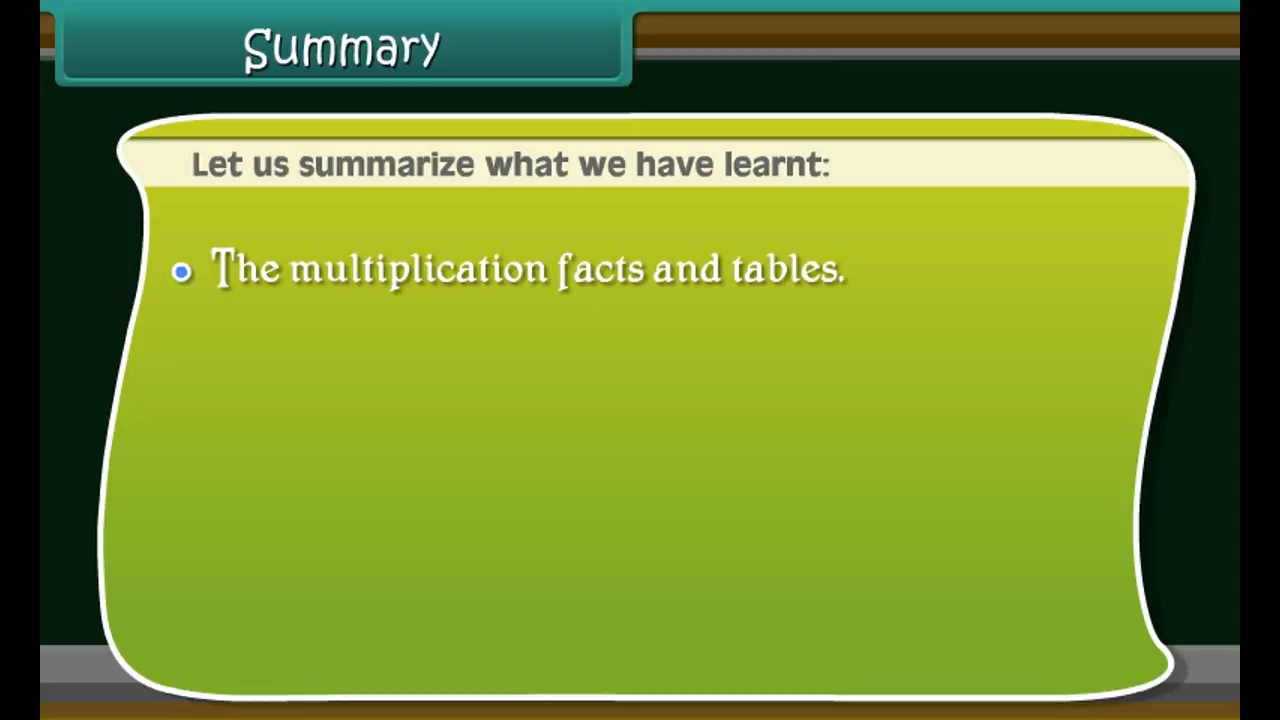 Summary
Let us summarize what we have learnt:
The multiplication facts and tables.